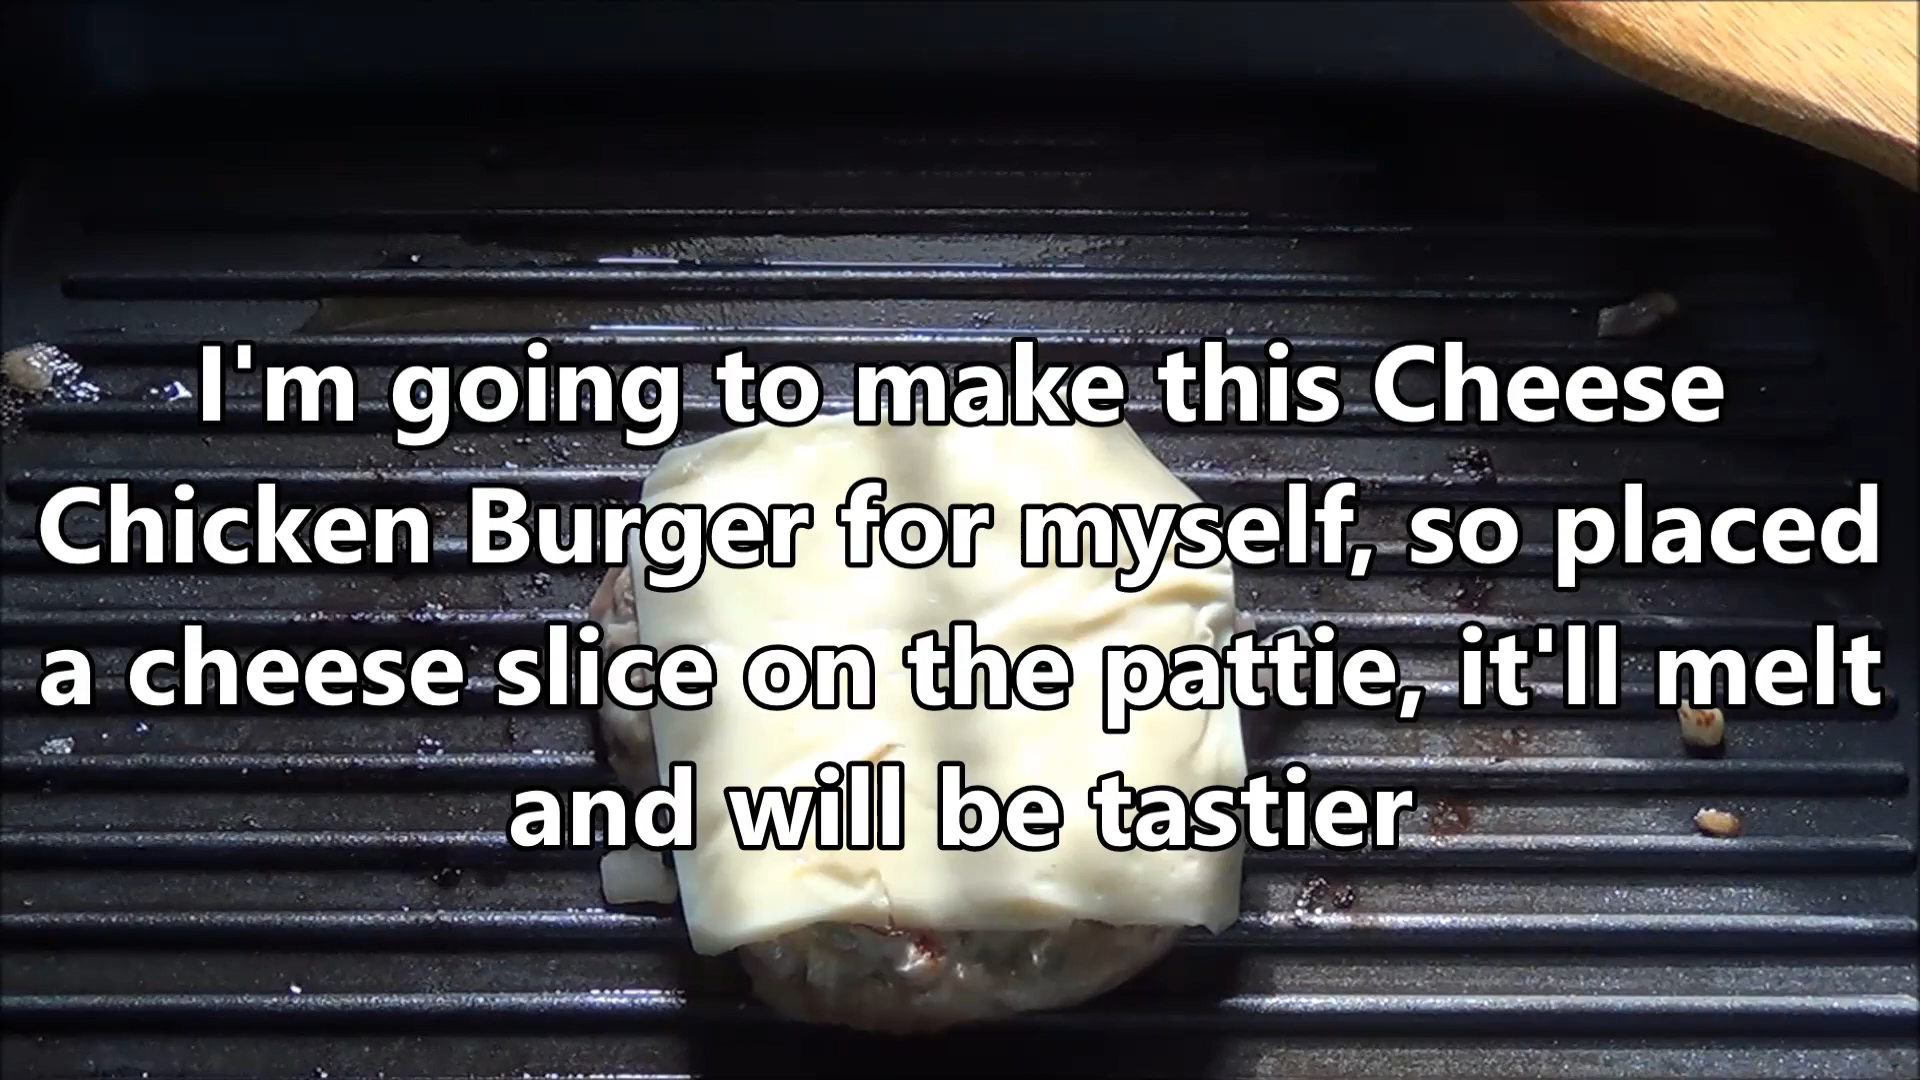 I'm going to make this Cheese
Chicken Burger for myself, so placed
a cheese slice on the pattie, it'll melt
and will be tastier